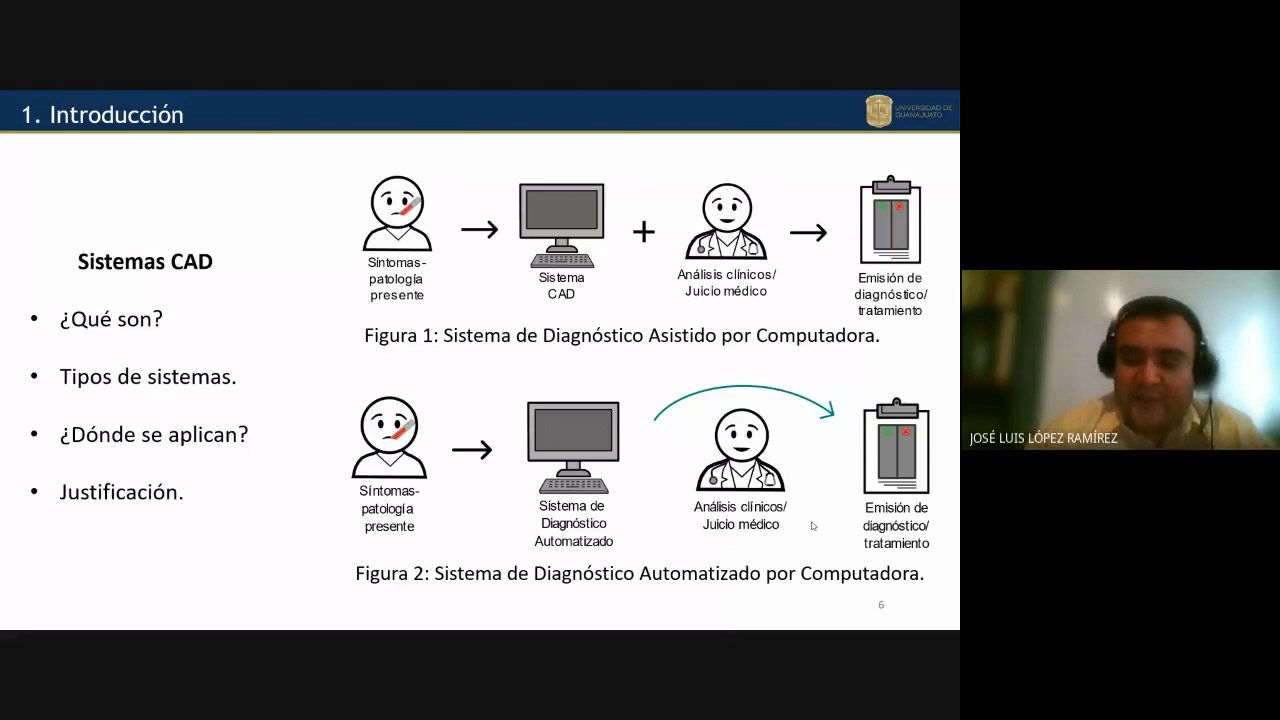 1. Introducción
UNIVERSIDAD DE
GUANAJUATO
Sistemas CAD
• ¿Qué son?
• Tipos de sistemas.
• ¿Dónde se aplican?
• Justificación.
Síntomas-
patología
presente
Sistema
CAD
Análisis clínicos/
Juicio médico
Emisión de
diagnóstico/
tratamiento
Figura 1: Sistema de Diagnóstico Asistido por Computadora.
Síntomas-
patología
presente
Sistema de
Diagnóstico
Automatizado
Análisis clínicos/
Juicio médico
Emisión de
diagnóstico/
tratamiento
Figura 2: Sistema de Diagnóstico Automatizado por Computadora.
6
JOSÉ LUIS LÓPEZ RAMÍREZ